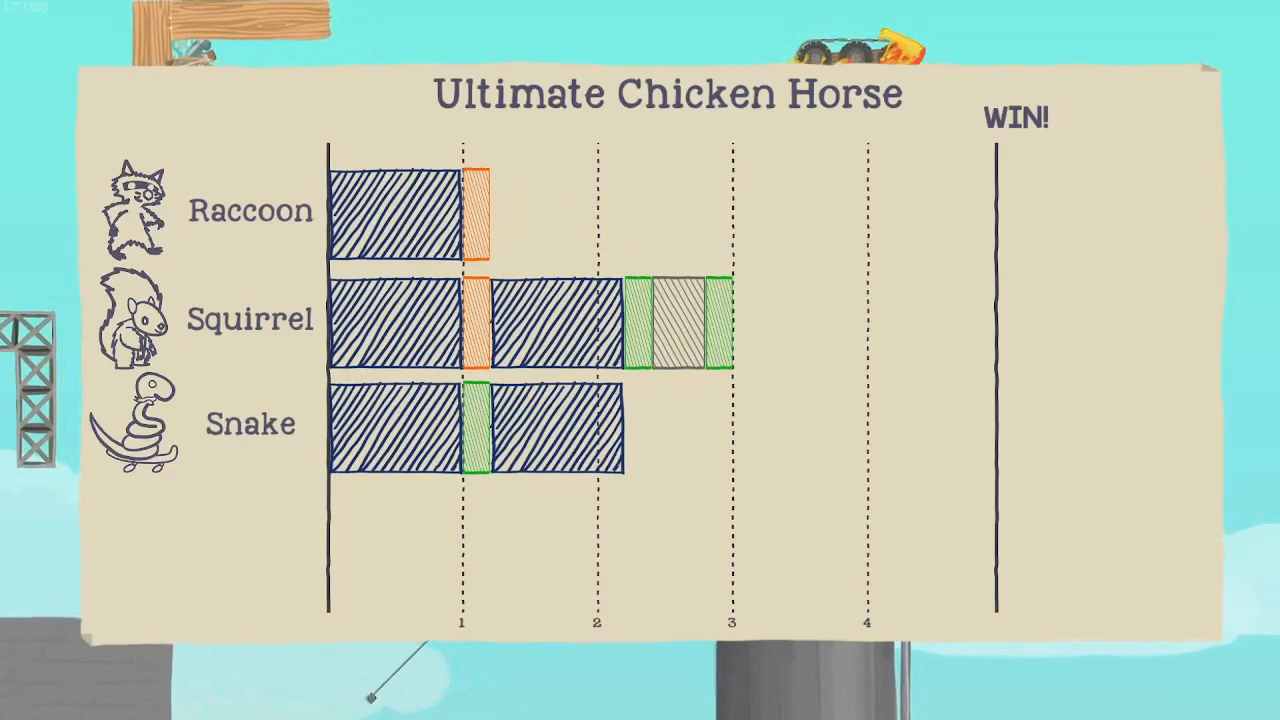 Ultimate Chicken Horse
WIN!
Raccoon
Squirrel
Snake
1 2 3 4